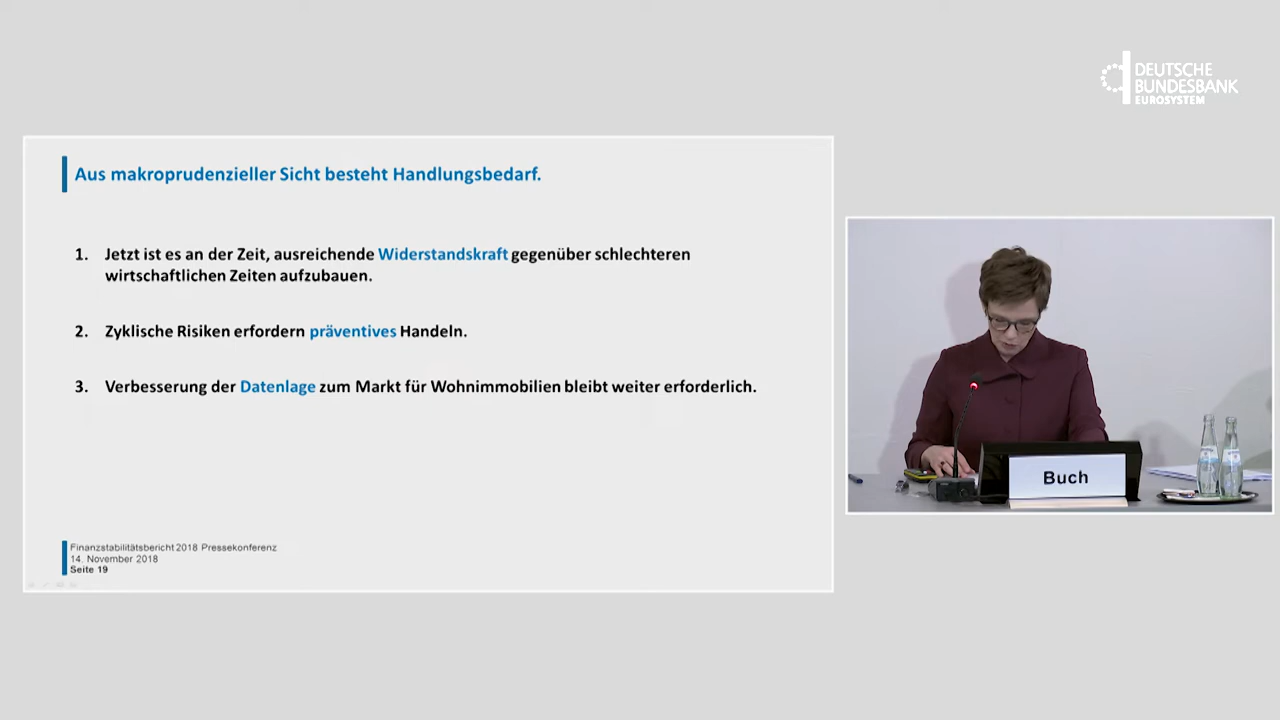 DEUTSCHE
BUNDESBANK
EUROSYSTEM
Aus makroprudenzieller Sicht besteht Handlungsbedarf.
1. Jetzt ist es an der Zeit, ausreichende Widerstandskraft gegenüber schlechteren
wirtschaftlichen Zeiten aufzubauen.
2. Zyklische Risiken erfordern präventives Handeln.
3. Verbesserung der Datenlage zum Markt für Wohnimmobilien bleibt weiter erforderlich.
Finanzstabilitätsbericht 2018 Pressekonferenz
14. November 2018
Seite 19
Buch